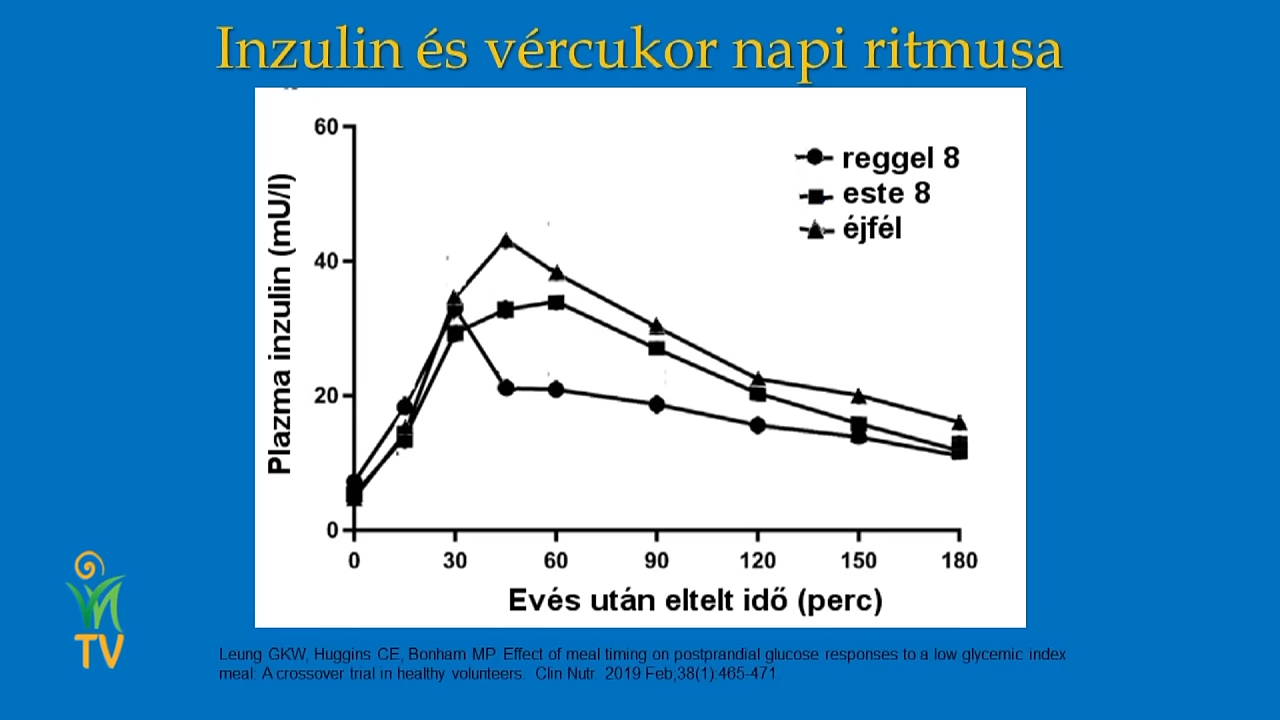 Inzulin és vércukor napi ritmusa
60
40
20
0
Plazma inzulin (mU/l)
reggel 8
este 8
éjfél
0 30 60 90 120 150 180
Evés után eltelt idő (perc)
TV
Leung GKW, Huggins CE, Bonham MP. Effect of meal timing on postprandial glucose responses to a low glycemic index
meal: A crossover trial in healthy volunteers. Clin Nutr. 2019 Feb;38(1):465-471.